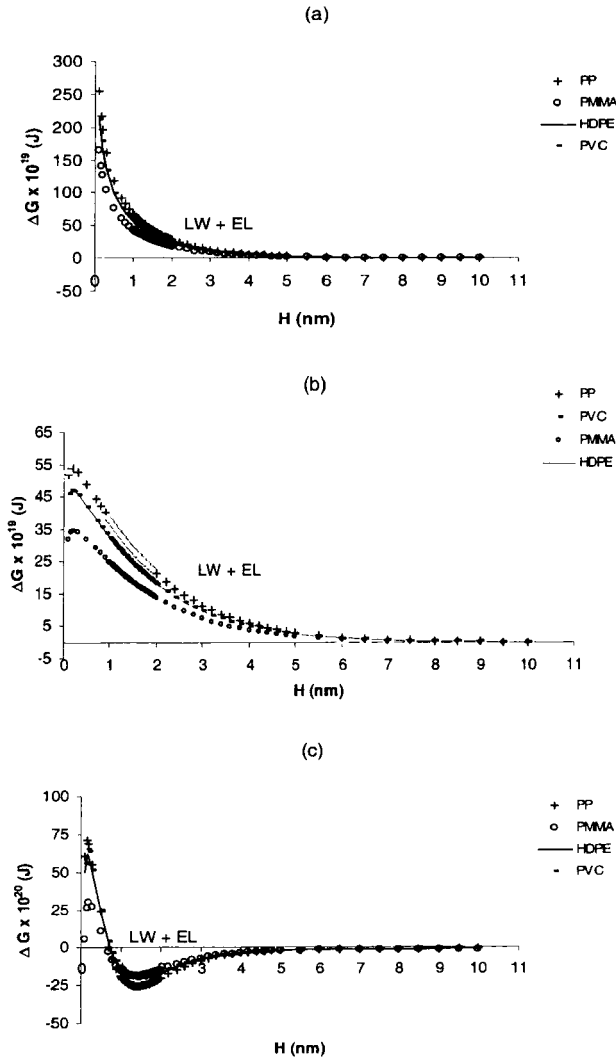 (a)
300
250
200
150
100
50
0
-50
ΔG x 10¹⁹ (J)
LW + EL
0 1 2 3 4 5 6 7 8 9 10 11
H (nm)
+ PP
o PMMA
HDPE
- PVC
(b)
65
55
45
35
25
15
5
-5
ΔG x 10¹⁹ (J)
LW + EL
0 1 2 3 4 5 6 7 8 9 10 11
H (nm)
+ PP
- PVC
o PMMA
HDPE
(c)
100
75
50
25
0
-25
-50
ΔG x 10²⁰ (J)
LW + EL
0 1 2 3 4 5 6 7 8 9 10 11
H (nm)
+ PP
o PMMA
HDPE
- PVC